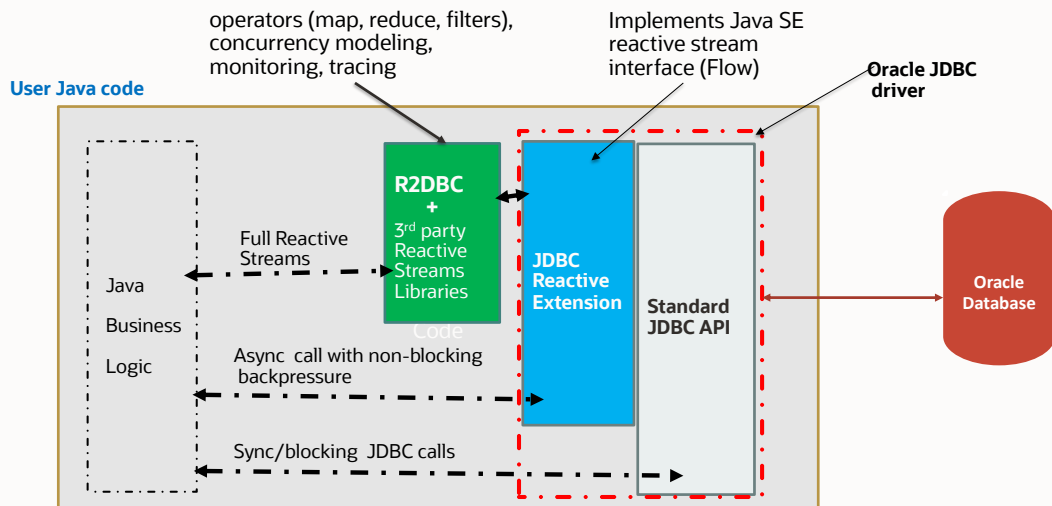 operators (map, reduce, filters),
concurrency modeling,
monitoring, tracing
Implements Java SE
reactive stream
interface (Flow)
Oracle JDBC
driver
User Java code
R2DBC
+
3rd party
Reactive
Streams
Libraries
Code
Full Reactive
Streams
Java
Business
Logic
JDBC
Reactive
Extension
Standard
JDBC API
Oracle
Database
Async call with non-blocking
backpressure
Sync/blocking JDBC calls